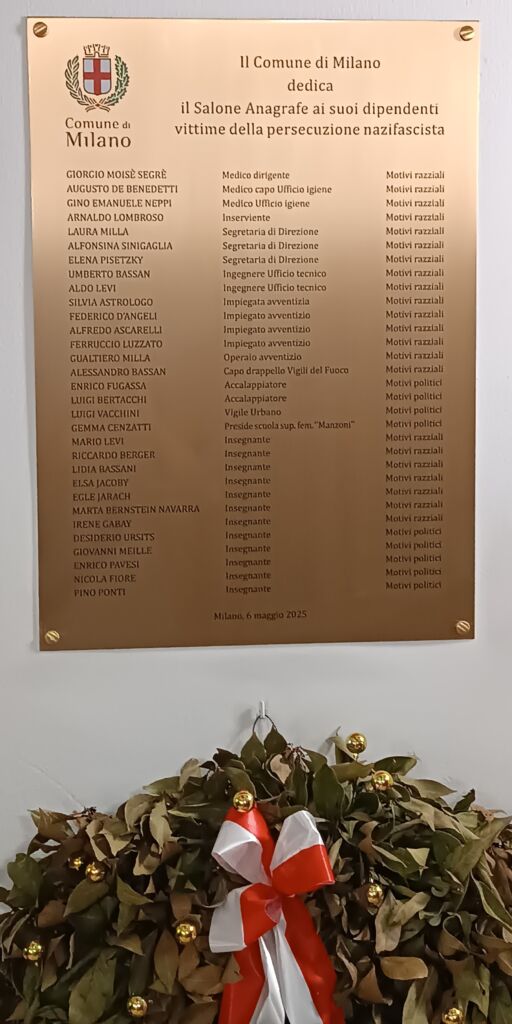 Comune di
Milano
Il Comune di Milano
dedica
il Salone Anagrafe ai suoi dipendenti
vittime della persecuzione nazifascista
GIORGIO MOISÈ SEGRÈ Medico dirigente Motivi razziali
AUGUSTO DE BENEDETTI Medico capo Ufficio igiene Motivi razziali
GINO EMANUELE NEPPI Medico Ufficio igiene Motivi razziali
ARNALDO LOMBROSO Inserviente Motivi razziali
LAURA MILLA Segretaria di Direzione Motivi razziali
ALFONSINA SINIGAGLIA Segretaria di Direzione Motivi razziali
ELENA PISETZKY Segretaria di Direzione Motivi razziali
UMBERTO BASSAN Ingegnere Ufficio tecnico Motivi razziali
ALDO LEVI Ingegnere Ufficio tecnico Motivi razziali
SILVIA ASTROLOGO Impiegata avventizia Motivi razziali
FEDERICO D'ANGELI Impiegato avventizio Motivi razziali
ALFREDO ASCARELLI Impiegato avventizio Motivi razziali
FERRUCCIO LUZZATO Impiegato avventizio Motivi razziali
GUALTIERO MILLA Operaio avventizio Motivi razziali
ALESSANDRO BASSAN Capo drappello Vigili del Fuoco Motivi razziali
ENRICO FUGASSA Accalappiatore Motivi politici
LUIGI BERTACCHI Accalappiatore Motivi politici
LUIGI VACCHINI Vigile Urbano Motivi politici
GEMMA CENZATTI Preside scuola sup. fem. "Manzoni" Motivi politici
MARIO LEVI Insegnante Motivi razziali
RICCARDO BERGER Insegnante Motivi razziali
LIDIA BASSANI Insegnante Motivi razziali
ELSA JACOBY Insegnante Motivi razziali
EGLE JARACH Insegnante Motivi razziali
MARTA BERNSTEIN NAVARRA Insegnante Motivi razziali
IRENE GABAY Insegnante Motivi razziali
DESIDERIO URSITS Insegnante Motivi politici
GIOVANNI MEILLE Insegnante Motivi politici
ENRICO PAVESI Insegnante Motivi politici
NICOLA FIORE Insegnante Motivi politici
PINO PONTI Insegnante Motivi politici
Milano, 6 maggio 2025